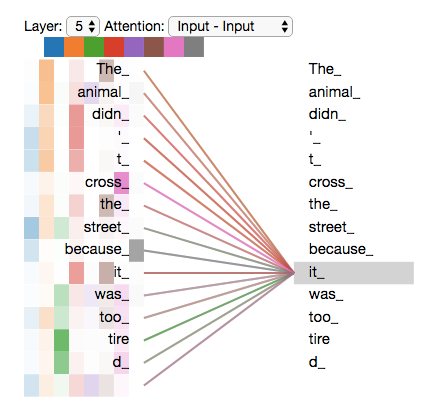 Layer: 5 Attention: Input - Input
The_ The_
animal_ animal_
didn_ didn_
'_ '_
t_ t_
cross_ cross_
the_ the_
street_ street_
because_ because_
it_ it_
was_ was_
too_ too_
tire tire
d_ d_